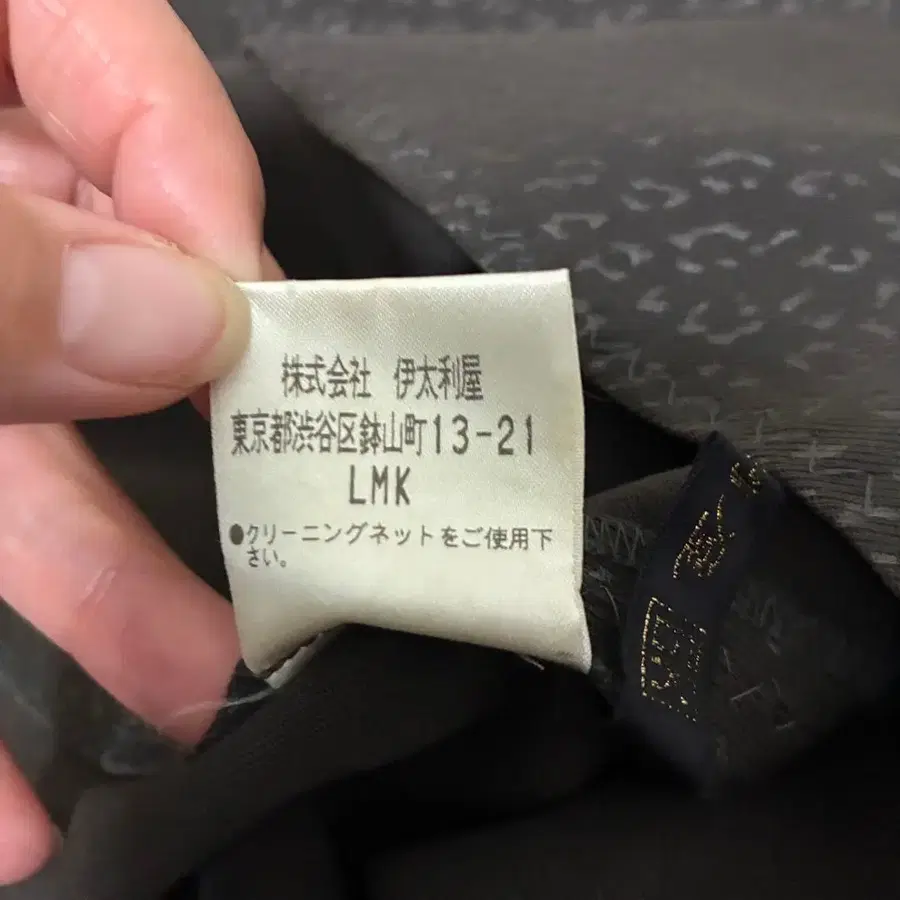 株式会社 伊太利屋
東京都渋谷区鉢山町13-21
LMK
●クリーニングネットをご使用下
さい。